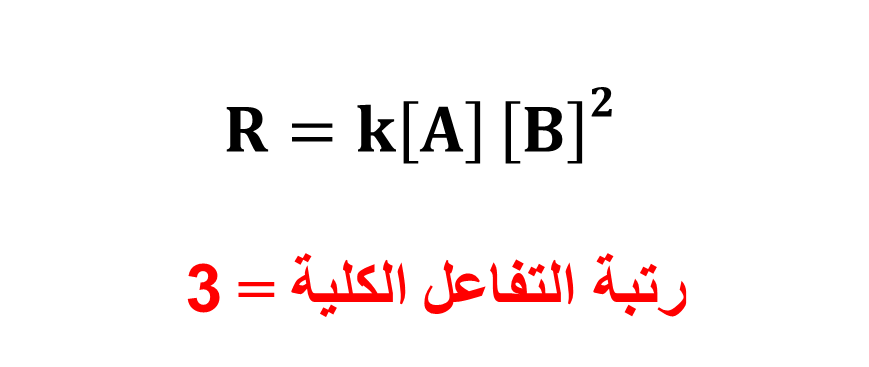 R = k[A] [B]²
رتبة التفاعل الكلية = 3